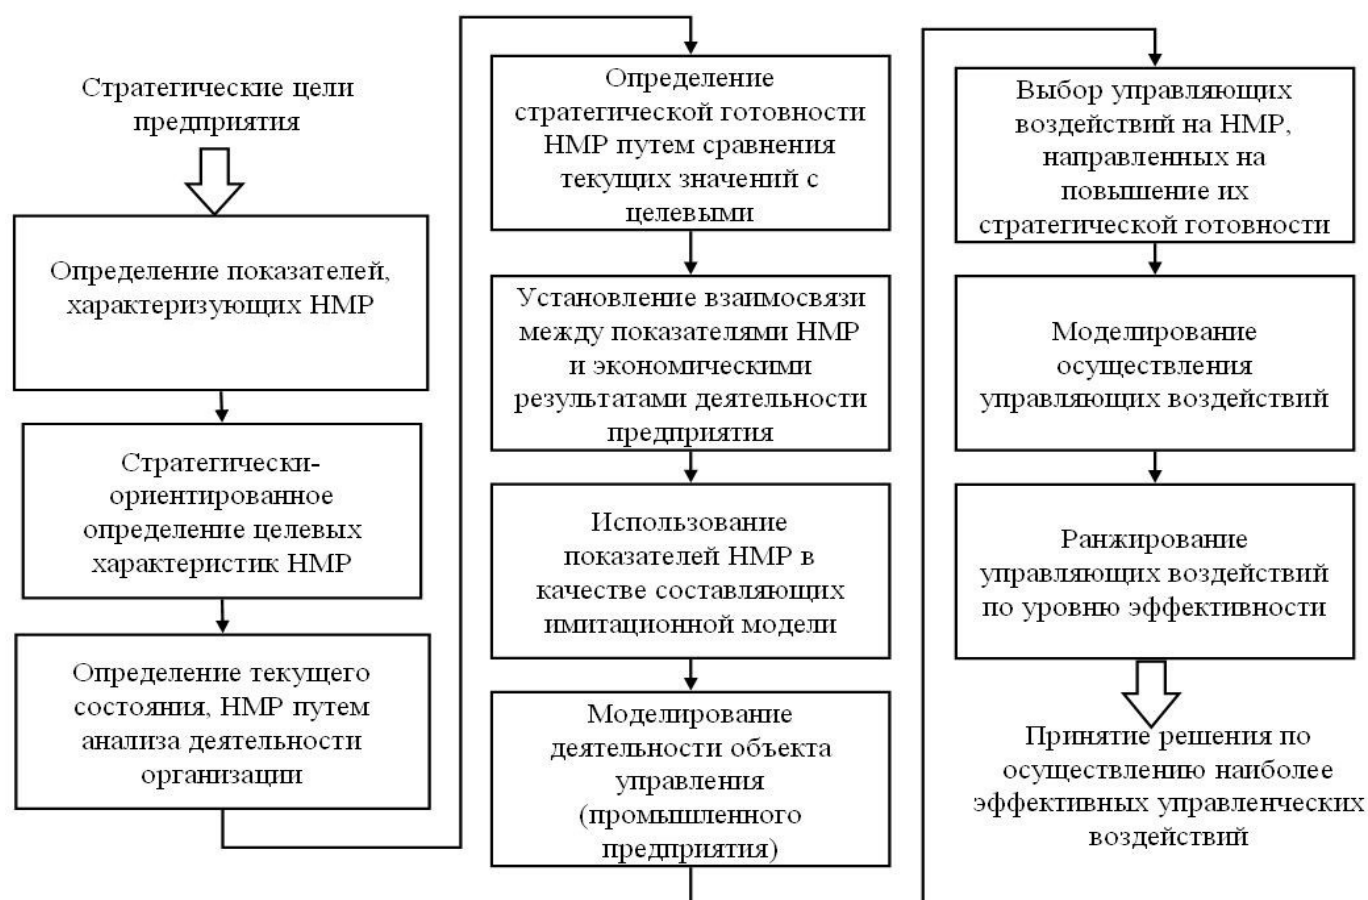 Стратегические цели
предприятия
Определение показателей,
характеризующих НМР
Стратегически-
ориентированное
определение целевых
характеристик НМР
Определение текущего
состояния, НМР путем
анализа деятельности
организации
Определение
стратегической готовности
НМР путем сравнения
текущих значений с
целевыми
Установление взаимосвязи
между показателями НМР
и экономическими
результатами деятельности
предприятия
Использование
показателей НМР в
качестве составляющих
имитационной модели
Моделирование
деятельности объекта
управления
(промышленного
предприятия)
Выбор управляющих
воздействий на НМР,
направленных на
повышение их
стратегической готовности
Моделирование
осуществления
управляющих воздействий
Ранжирование
управляющих воздействий
по уровню эффективности
Принятие решения по
осуществлению наиболее
эффективных управленческих
воздействий